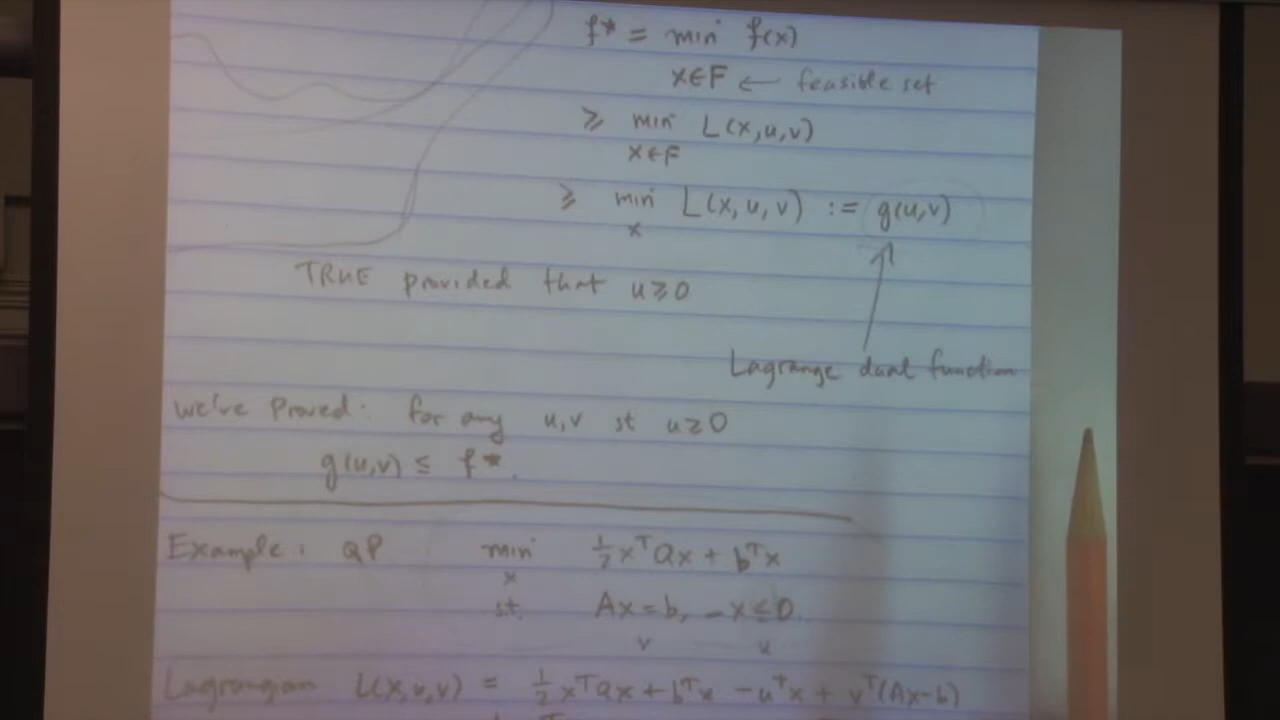 f* = min f(x)
x∈F ← feasible set
≥ min L(x,u,v)
x∈F
≥ min L(x,u,v) := g(u,v)
x
TRUE provided that u≥0
Lagrange dual function
We've Proved: for any u,v st u≥0
g(u,v) ≤ f*.
Example: QP min ½xᵀQx + bᵀx
x
st. Ax=b, -x≤0.
v u
Lagrangian L(x,u,v) = ½xᵀQx + bᵀx - uᵀx + vᵀ(Ax-b)